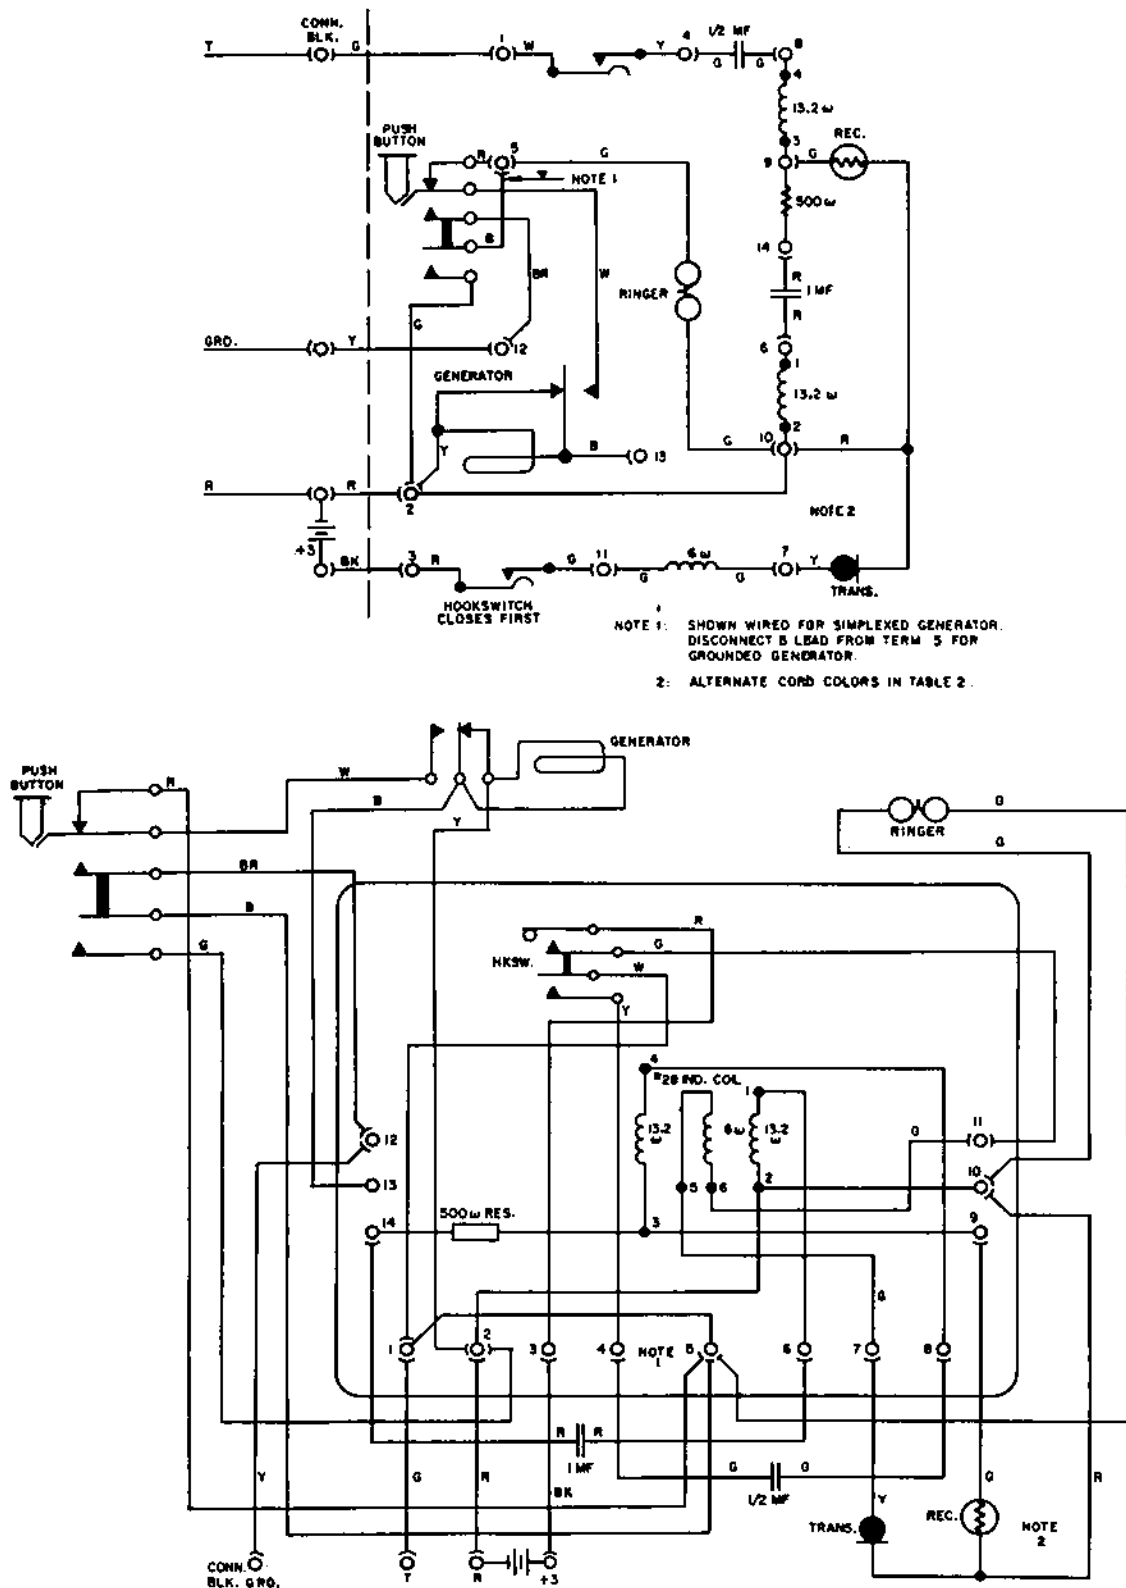 CONN.
BLK.
T
G
1
W
Y
4
G
1/2 MF
G
8
4
13.2 ω
3
PUSH
BUTTON
R
5
G
NOTE 1
9
G
REC.
500 ω
B
14
BR
W
RINGER
R
1 MF
R
G
GRD.
Y
12
6
1
GENERATOR
13.2 ω
2
Y
B
13
G
10
R
R
R
2
NOTE 2
+3
BK
3
R
G
11
G
6 ω
G
7
Y
TRANS.
HOOKSWITCH
CLOSES FIRST
NOTE 1: SHOWN WIRED FOR SIMPLEXED GENERATOR.
DISCONNECT B LEAD FROM TERM 5 FOR
GROUNDED GENERATOR.
2: ALTERNATE CORD COLORS IN TABLE 2.
GENERATOR
PUSH
BUTTON
R
W
B
Y
G
RINGER
G
BR
B
G
R
G
HKSW.
W
Y
4
#28 IND. COIL
1
13.2
ω
6 ω
13.2
ω
G
11
12
10
13
5
6
2
14
500 ω RES.
3
9
G
1
2
3
4
NOTE
1
5
6
7
8
R
R
1 MF
Y
G
R
BK
G
G
1/2 MF
Y
G
R
TRANS.
REC.
NOTE
2
CONN.
BLK. GRD.
T
R
+3